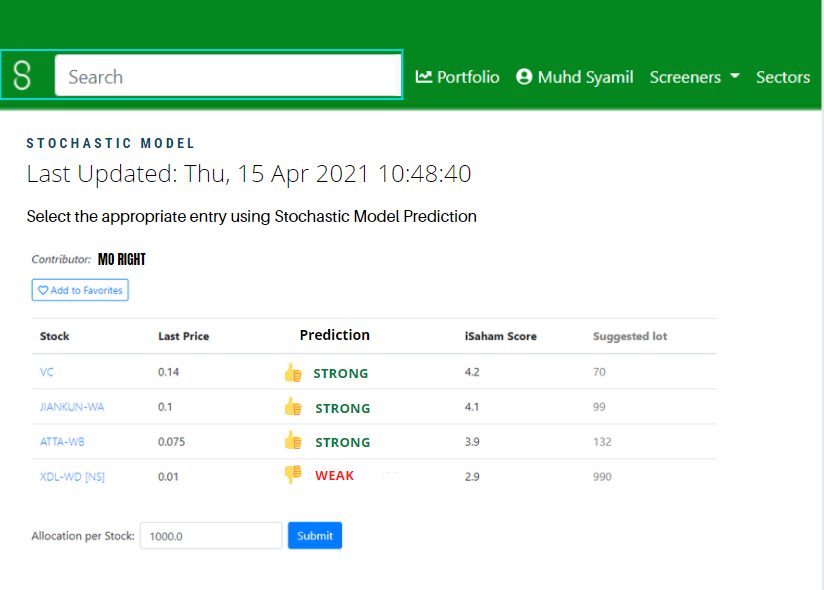 Search
Portfolio Muhd Syamil Screeners Sectors
STOCHASTIC MODEL
Last Updated: Thu, 15 Apr 2021 10:48:40
Select the appropriate entry using Stochastic Model Prediction
Contributor: MO RIGHT
Add to Favorites
Stock Last Price Prediction iSaham Score Suggested lot
VC 0.14 STRONG 4.2 70
JIANKUN-WA 0.1 STRONG 4.1 99
ATTA-WB 0.075 STRONG 3.9 132
XDL-WD [NS] 0.01 WEAK 2.9 990
Allocation per Stock: 1000.0 Submit